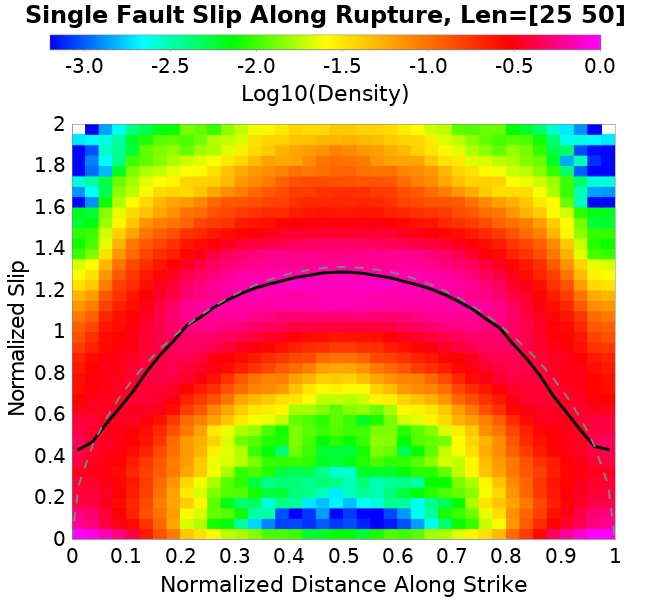 Single Fault Slip Along Rupture, Len=[25 50]
-3.0 -2.5 -2.0 -1.5 -1.0 -0.5 0.0
Log10(Density)
2
1.8
1.6
1.4
1.2
1
0.8
0.6
0.4
0.2
0
Normalized Slip
0 0.1 0.2 0.3 0.4 0.5 0.6 0.7 0.8 0.9 1
Normalized Distance Along Strike